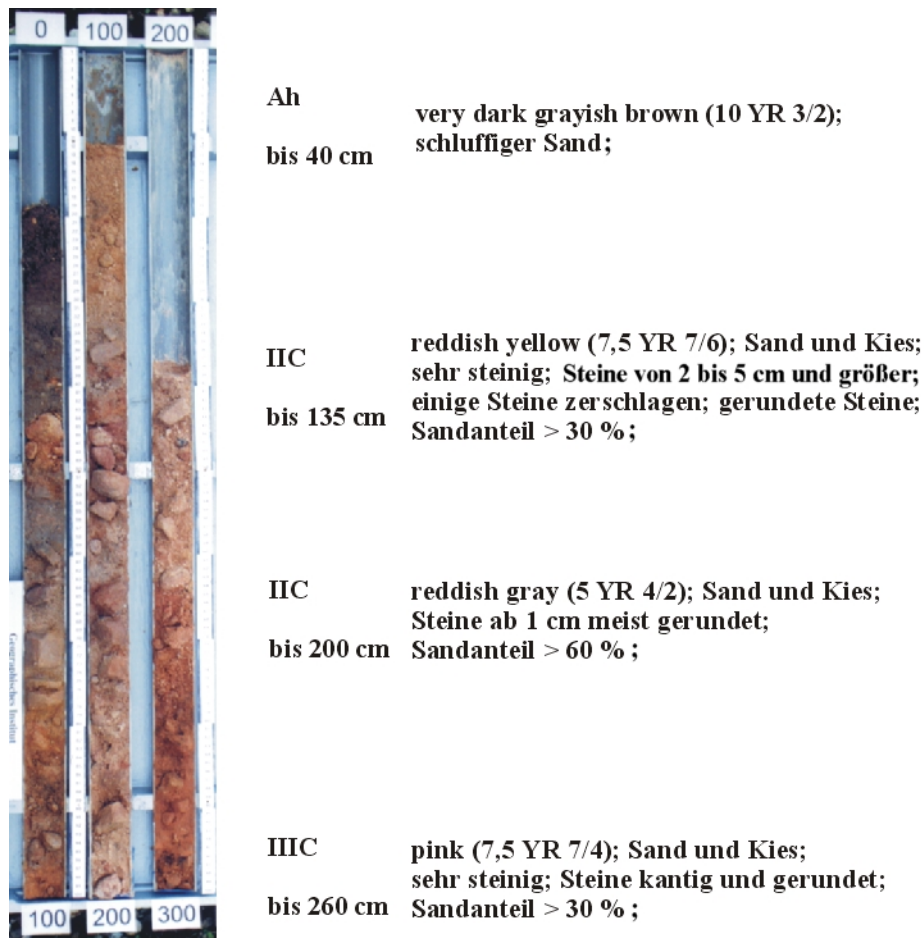 0 100 200
Ah
very dark grayish brown (10 YR 3/2);
schluffiger Sand;
bis 40 cm
IIC
reddish yellow (7,5 YR 7/6); Sand und Kies;
sehr steinig; Steine von 2 bis 5 cm und größer;
einige Steine zerschlagen; gerundete Steine;
bis 135 cm
Sandanteil > 30 %;
IIC
reddish gray (5 YR 4/2); Sand und Kies;
Steine ab 1 cm meist gerundet;
bis 200 cm
Sandanteil > 60 %;
Geographisches Institut
IIIC
pink (7,5 YR 7/4); Sand und Kies;
sehr steinig; Steine kantig und gerundet;
bis 260 cm
Sandanteil > 30 %;
100 200 300